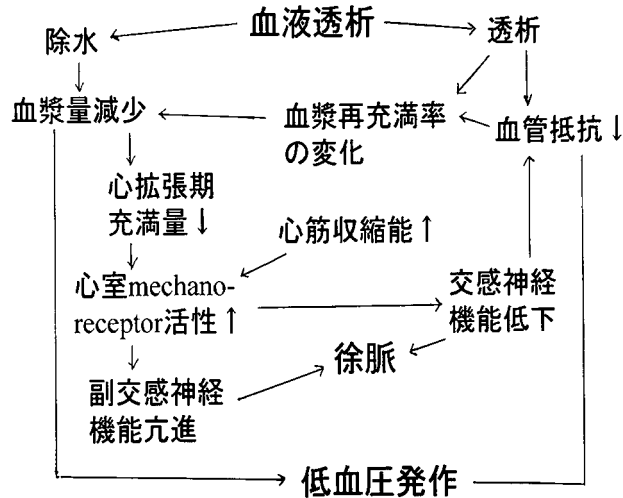 血液透析
除水
透析
血漿量減少
血漿再充満率
の変化
血管抵抗↓
心拡張期
充満量↓
心筋収縮能↑
心室mechano-
receptor活性↑
交感神経
機能低下
徐脈
副交感神経
機能亢進
低血圧発作